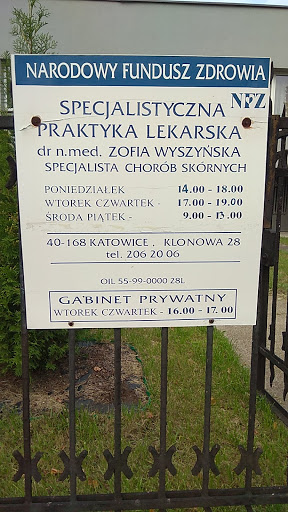 NARODOWY FUNDUSZ ZDROWIA
NFZ
SPECJALISTYCZNA
PRAKTYKA LEKARSKA
dr n.med. ZOFIA WYSZYŃSKA
SPECJALISTA CHORÓB SKÓRNYCH
PONIEDZIAŁEK 14.00 - 18.00
WTOREK CZWARTEK - 17.00 - 19.00
ŚRODA PIĄTEK - 9.00 - 13.00
40-168 KATOWICE , KLONOWA 28
tel. 206 20 06
OIL 55-99-0000 28L
GABINET PRYWATNY
WTOREK CZWARTEK - 16.00 - 17.00